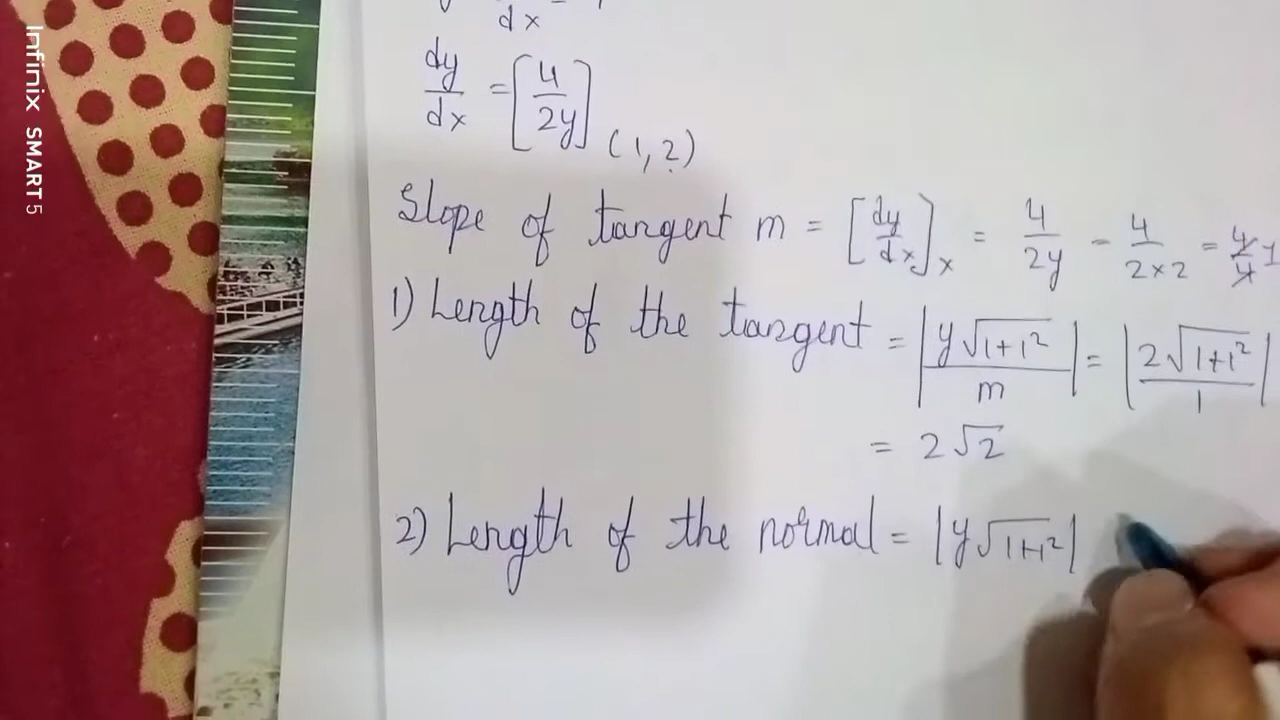 dx
dy/dx = [4/2y] (1,2)
Slope of tangent m = [dy/dx]x = 4/2y = 4/2×2 = 4/4 1
1) Length of the tangent = |y√1+1²/m| = |2√1+1²/1|
= 2√2
2) Length of the normal = |y√1+1²|
Infinix SMART 5